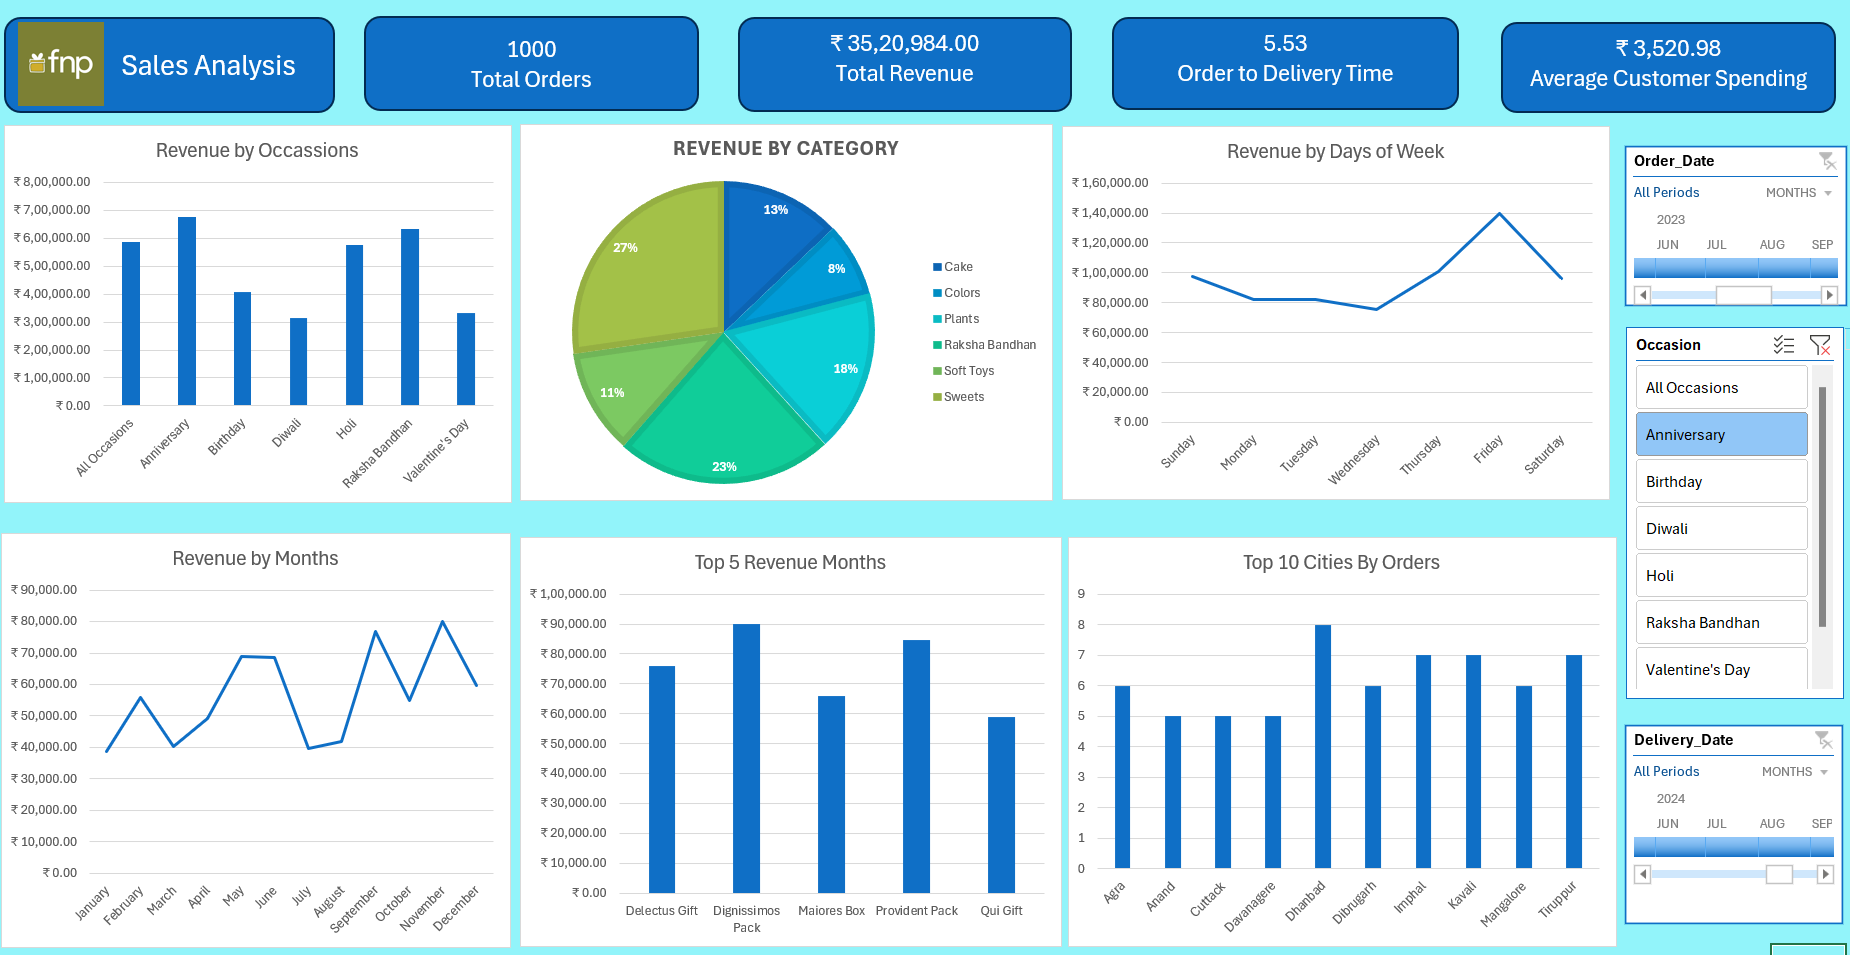 fnp
Sales Analysis
1000
Total Orders
₹ 35,20,984.00
Total Revenue
5.53
Order to Delivery Time
₹ 3,520.98
Average Customer Spending
Revenue by Occassions
₹ 8,00,000.00
₹ 7,00,000.00
₹ 6,00,000.00
₹ 5,00,000.00
₹ 4,00,000.00
₹ 3,00,000.00
₹ 2,00,000.00
₹ 1,00,000.00
₹ 0.00
All Occasions
Anniversary
Birthday
Diwali
Holi
Raksha Bandhan
Valentine's Day
REVENUE BY CATEGORY
13%
8%
18%
23%
11%
27%
Cake
Colors
Plants
Raksha Bandhan
Soft Toys
Sweets
Revenue by Days of Week
₹ 1,60,000.00
₹ 1,40,000.00
₹ 1,20,000.00
₹ 1,00,000.00
₹ 80,000.00
₹ 60,000.00
₹ 40,000.00
₹ 20,000.00
₹ 0.00
Sunday
Monday
Tuesday
Wednesday
Thursday
Friday
Saturday
Order_Date
All Periods MONTHS
2023
JUN JUL AUG SEP
Occasion
All Occasions
Anniversary
Birthday
Diwali
Holi
Raksha Bandhan
Valentine's Day
Revenue by Months
₹ 90,000.00
₹ 80,000.00
₹ 70,000.00
₹ 60,000.00
₹ 50,000.00
₹ 40,000.00
₹ 30,000.00
₹ 20,000.00
₹ 10,000.00
₹ 0.00
January
February
March
April
May
June
July
August
September
October
November
December
Top 5 Revenue Months
₹ 1,00,000.00
₹ 90,000.00
₹ 80,000.00
₹ 70,000.00
₹ 60,000.00
₹ 50,000.00
₹ 40,000.00
₹ 30,000.00
₹ 20,000.00
₹ 10,000.00
₹ 0.00
Delectus Gift
Dignissimos
Pack
Maiores Box
Provident Pack
Qui Gift
Top 10 Cities By Orders
9
8
7
6
5
4
3
2
1
0
Agra
Anand
Cuttack
Davanagere
Dhanbad
Dibrugarh
Imphal
Kavali
Mangalore
Tiruppur
Delivery_Date
All Periods MONTHS
2024
JUN JUL AUG SEP